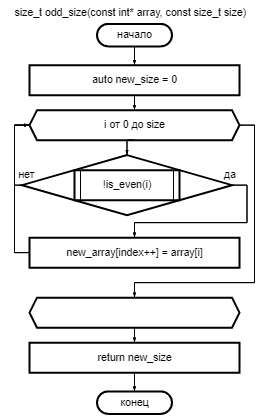 size_t odd_size(const int* array, const size_t size)
начало
auto new_size = 0
i от 0 до size
нет
да
!is_even(i)
new_array[index++] = array[i]
return new_size
конец